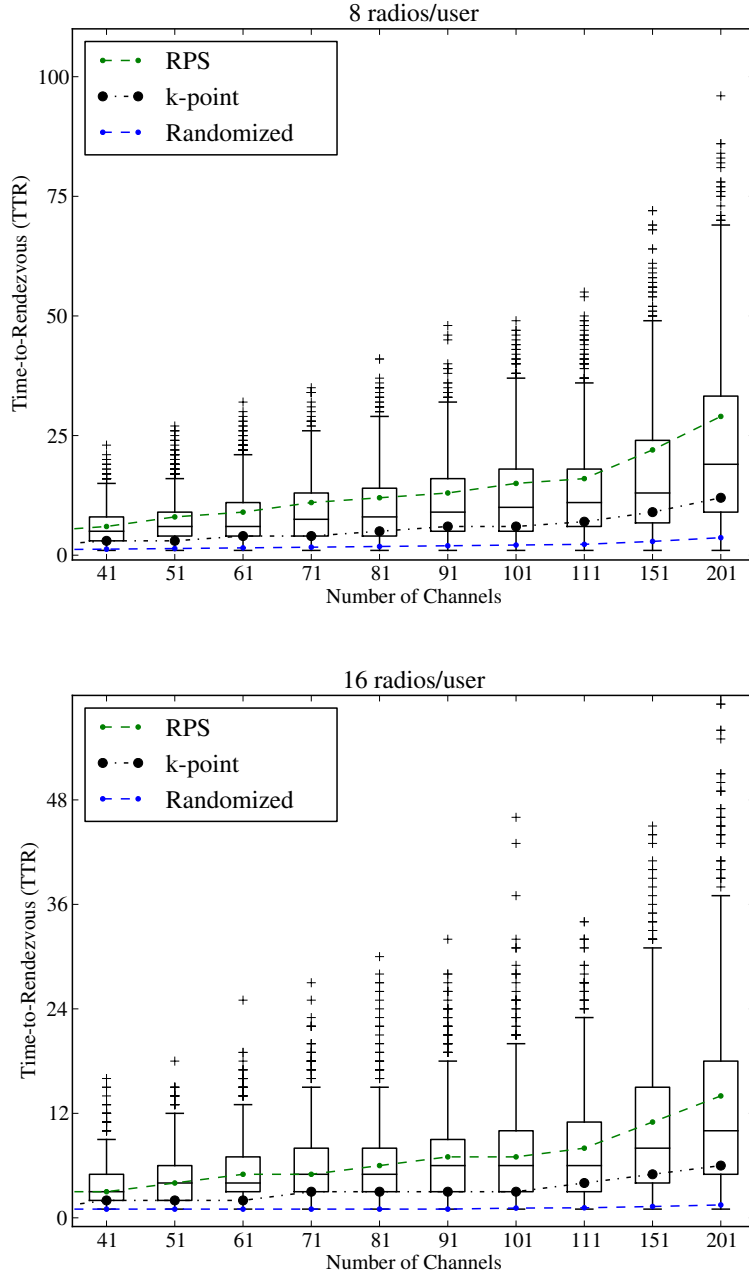 8 radios/user
RPS
k-point
Randomized
100
75
50
25
0
Time-to-Rendezvous (TTR)
41 51 61 71 81 91 101 111 151 201
Number of Channels
16 radios/user
RPS
k-point
Randomized
48
36
24
12
0
Time-to-Rendezvous (TTR)
41 51 61 71 81 91 101 111 151 201
Number of Channels